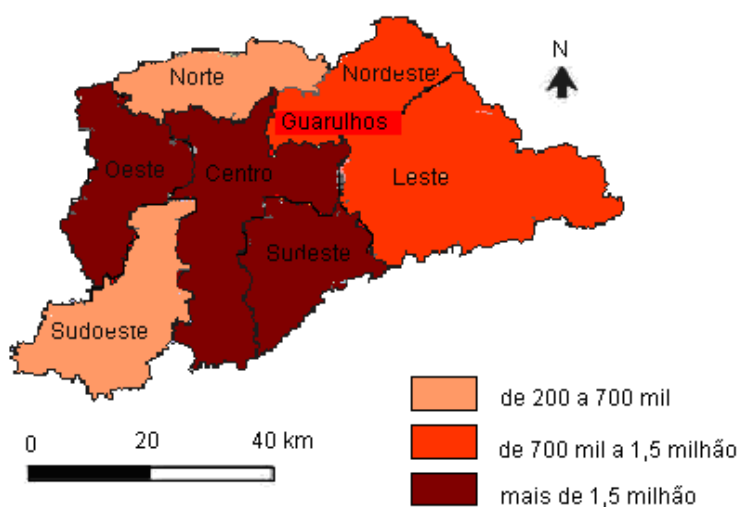 N
Norte
Nordeste
Guarulhos
Oeste
Centro
Leste
Sudeste
Sudoeste
de 200 a 700 mil
0 20 40 km
de 700 mil a 1,5 milhão
mais de 1,5 milhão